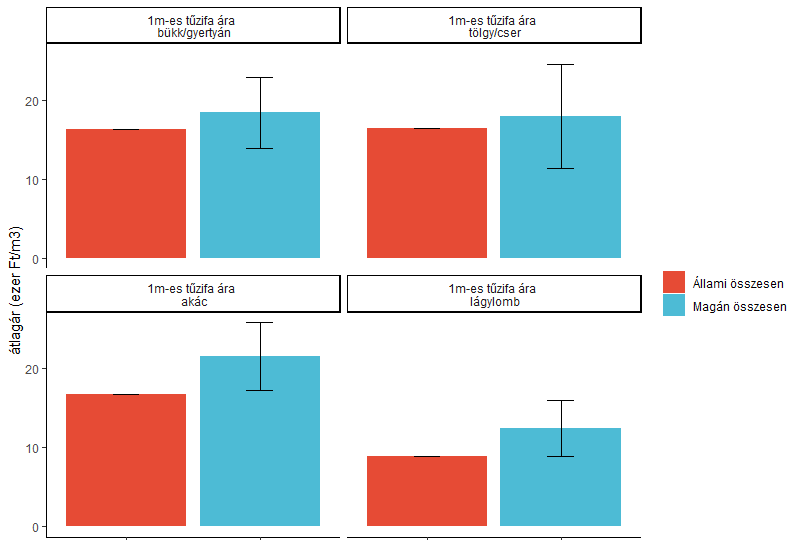 1m-es tűzifa ára
bükk/gyertyán
1m-es tűzifa ára
tölgy/cser
20
10
0
1m-es tűzifa ára
akác
1m-es tűzifa ára
lágylomb
20
10
0
átlagár (ezer Ft/m3)
Állami összesen
Magán összesen